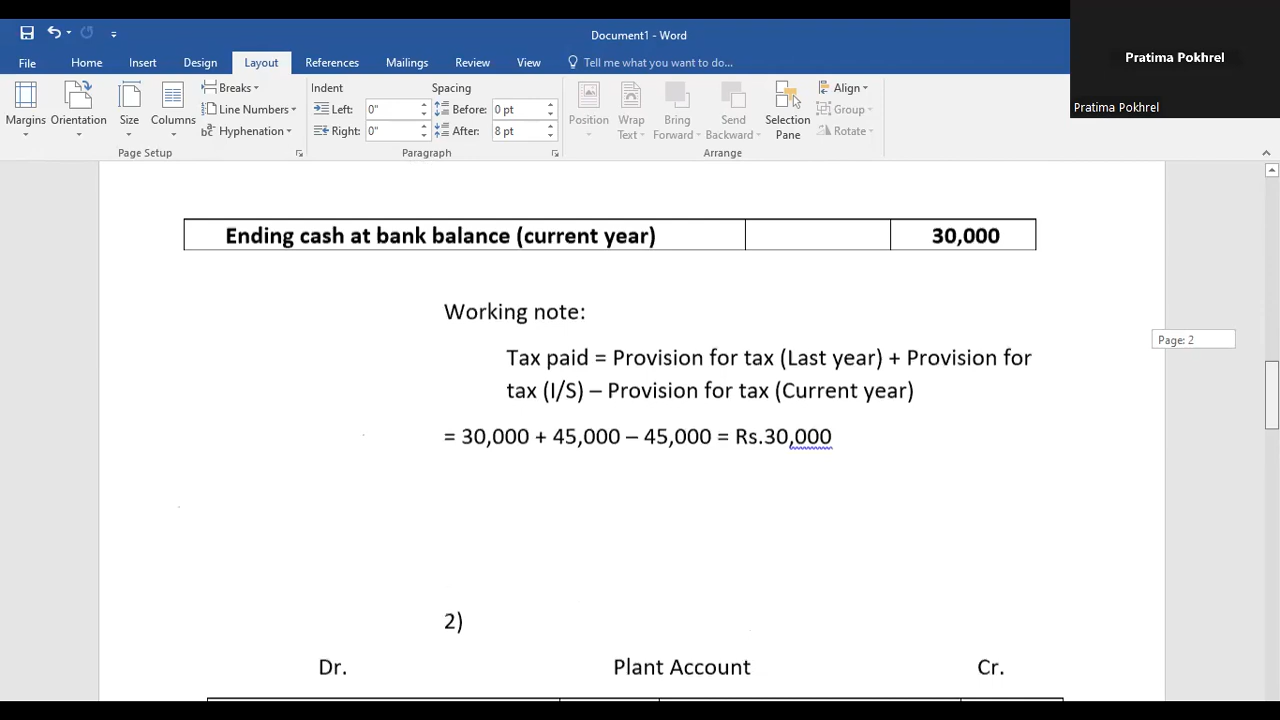 Document1 - Word
Pratima Pokhrel
Pratima Pokhrel
File Home Insert Design Layout References Mailings Review View Tell me what you want to do...
Margins Orientation Size Columns
Breaks
Line Numbers
Hyphenation
Page Setup
Indent Spacing
Left: 0" Before: 0 pt
Right: 0" After: 8 pt
Paragraph
Position Wrap Text Bring Forward Send Backward Selection Pane
Align
Group
Rotate
Arrange
Ending cash at bank balance (current year) 30,000
Working note:
Page: 2
Tax paid = Provision for tax (Last year) + Provision for
tax (I/S) – Provision for tax (Current year)
= 30,000 + 45,000 – 45,000 = Rs.30,000
2)
Dr. Plant Account Cr.